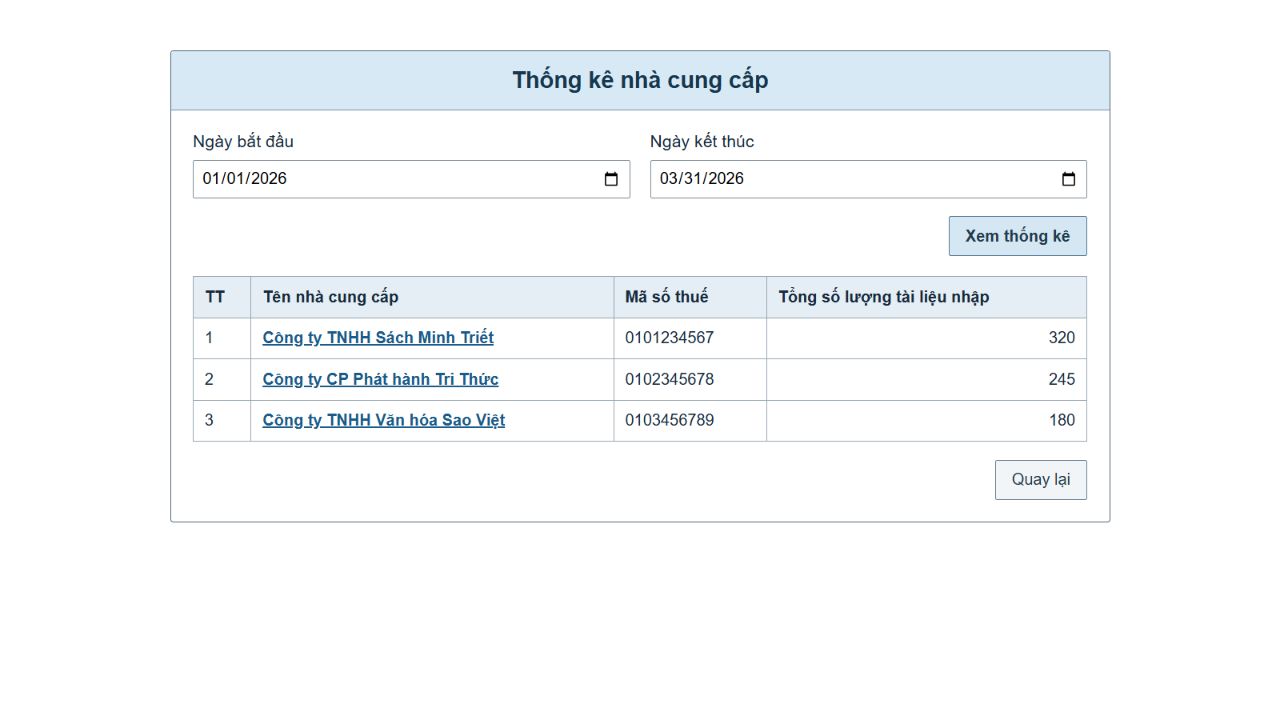 Thống kê nhà cung cấp
Ngày bắt đầu Ngày kết thúc
01/01/2026 03/31/2026
Xem thống kê
TT Tên nhà cung cấp Mã số thuế Tổng số lượng tài liệu nhập
1 Công ty TNHH Sách Minh Triết 0101234567 320
2 Công ty CP Phát hành Tri Thức 0102345678 245
3 Công ty TNHH Văn hóa Sao Việt 0103456789 180
Quay lại